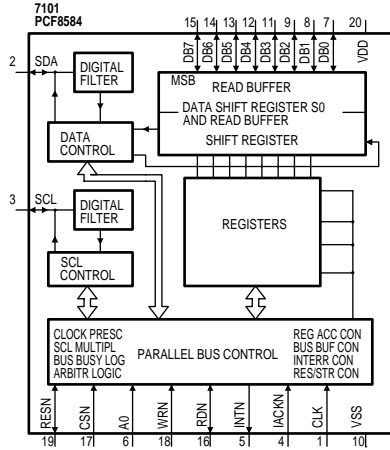 7101
PCF8584
15 14 13 12 11 9 8 7 20
DB7 DB6 DB5 DB4 DB3 DB2 DB1 DB0 VDD
2 SDA
DIGITAL
FILTER
DATA
CONTROL
MSB
READ BUFFER
DATA SHIFT REGISTER S0
AND READ BUFFER
SHIFT REGISTER
3 SCL
DIGITAL
FILTER
SCL
CONTROL
REGISTERS
CLOCK PRESC
SCL MULTIPL
BUS BUSY LOG
ARBITR LOGIC
PARALLEL BUS CONTROL
REG ACC CON
BUS BUF CON
INTERR CON
RES/STR CON
RESN CSN A0 WRN RDN INTN IACKN CLK VSS
19 17 6 18 16 5 4 1 10